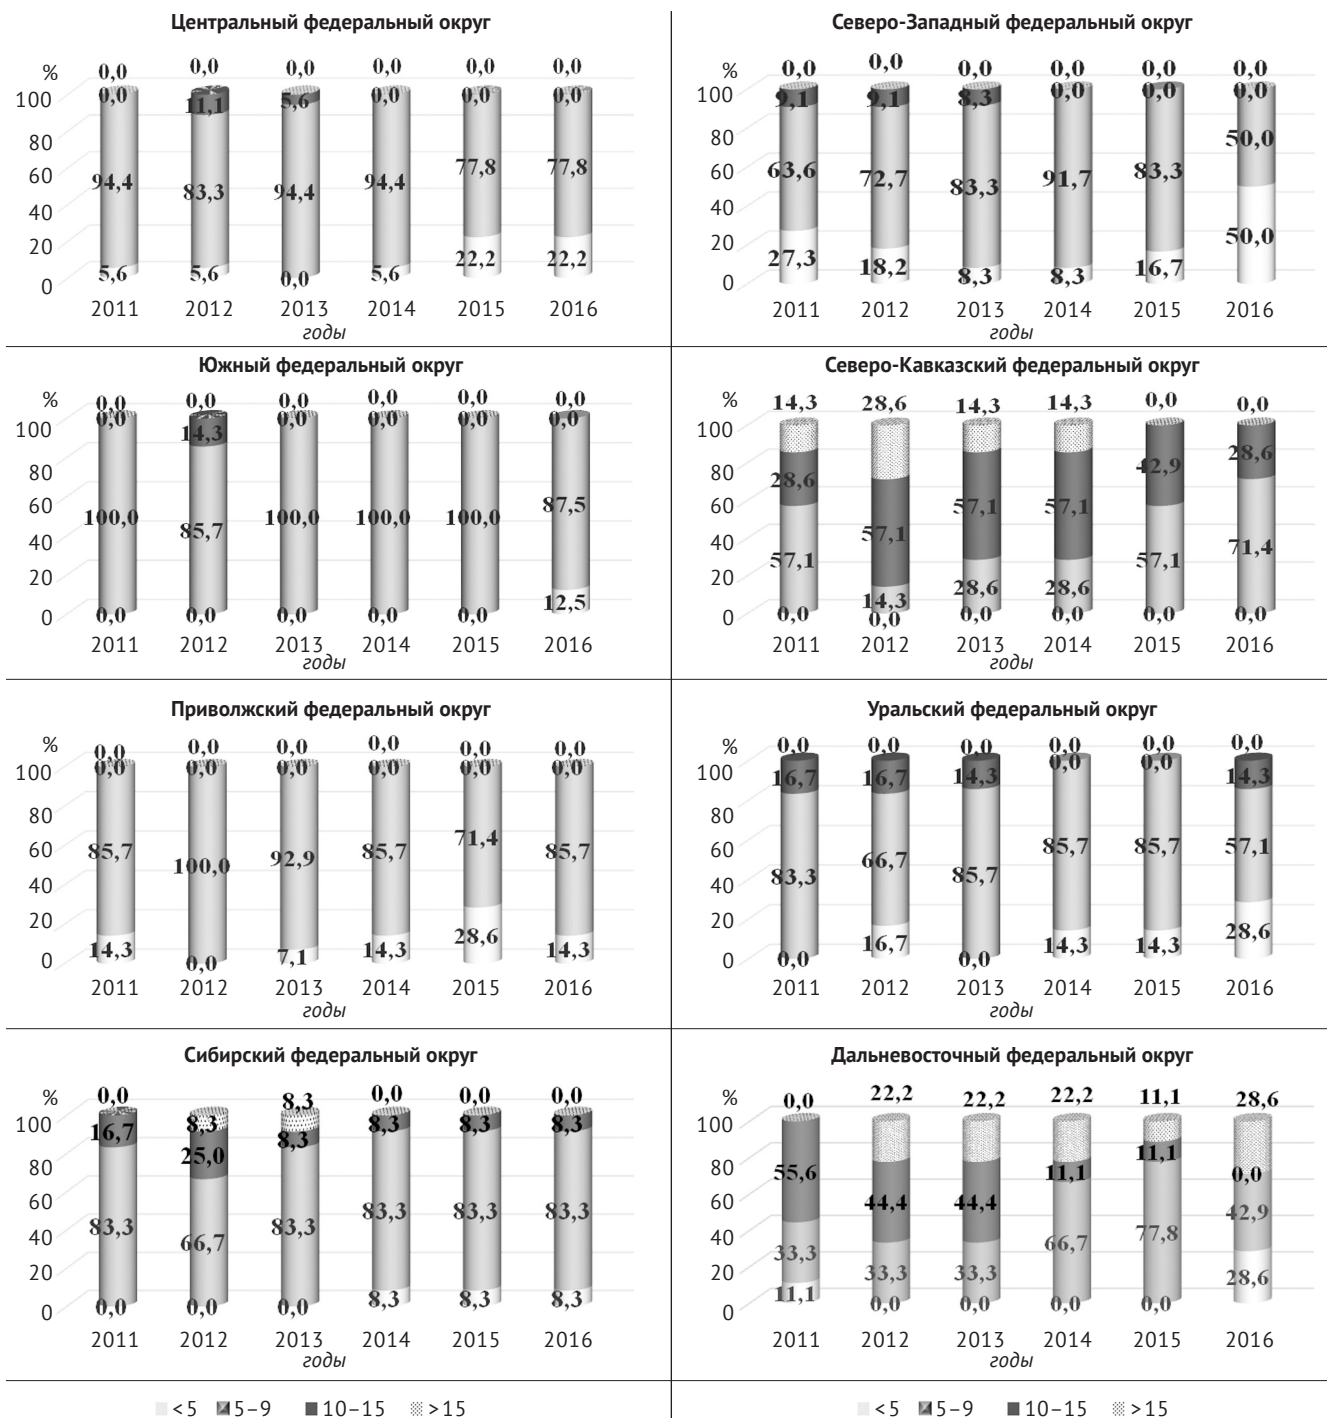 Центральный федеральный округ
%
0,0 0,0 0,0 0,0 0,0 0,0
100 0,0 11,1 5,6 0,0 0,0 0,0
80
60 94,4 83,3 94,4 94,4 77,8 77,8
40
20 5,6 5,6 0,0 5,6 22,2 22,2
0
2011 2012 2013 2014 2015 2016
годы
Северо-Западный федеральный округ
%
0,0 0,0 0,0 0,0 0,0 0,0
100 9,1 9,1 8,3 0,0 0,0 0,0
80
60 63,6 72,7 83,3 91,7 83,3 50,0
40
20 27,3 18,2 8,3 8,3 16,7 50,0
0
2011 2012 2013 2014 2015 2016
годы
Южный федеральный округ
%
0,0 0,0 0,0 0,0 0,0 0,0
100 0,0 14,3 0,0 0,0 0,0 0,0
80
60 100,0 85,7 100,0 100,0 100,0 87,5
40
20
0 0,0 0,0 0,0 0,0 0,0 12,5
2011 2012 2013 2014 2015 2016
годы
Северо-Кавказский федеральный округ
%
14,3 28,6 14,3 14,3 0,0 0,0
100
80 28,6 57,1 57,1 57,1 42,9 28,6
60
40 57,1 14,3 28,6 28,6 57,1 71,4
20
0 0,0 0,0 0,0 0,0 0,0 0,0
2011 2012 2013 2014 2015 2016
годы
Приволжский федеральный округ
%
0,0 0,0 0,0 0,0 0,0 0,0
100 0,0 0,0 0,0 0,0 0,0 0,0
80
60 85,7 100,0 92,9 85,7 71,4 85,7
40
20
0 14,3 0,0 7,1 14,3 28,6 14,3
2011 2012 2013 2014 2015 2016
годы
Уральский федеральный округ
%
0,0 0,0 0,0 0,0 0,0 0,0
100 16,7 16,7 14,3 0,0 0,0 14,3
80
60 83,3 66,7 85,7 85,7 85,7 57,1
40
20
0 0,0 16,7 0,0 14,3 14,3 28,6
2011 2012 2013 2014 2015 2016
годы
Сибирский федеральный округ
%
0,0 8,3 8,3 0,0 0,0 0,0
100 16,7 25,0 8,3 8,3 8,3 8,3
80
60 83,3 66,7 83,3 83,3 83,3 83,3
40
20
0 0,0 0,0 0,0 8,3 8,3 8,3
2011 2012 2013 2014 2015 2016
годы
Дальневосточный федеральный округ
%
0,0 22,2 22,2 22,2 11,1 28,6
100
80 55,6 44,4 44,4 11,1 11,1 0,0
60
40 33,3 33,3 33,3 66,7 77,8 42,9
20
0 11,1 0,0 0,0 0,0 0,0 28,6
2011 2012 2013 2014 2015 2016
годы
<5 5–9 10–15 >15
<5 5–9 10–15 >15